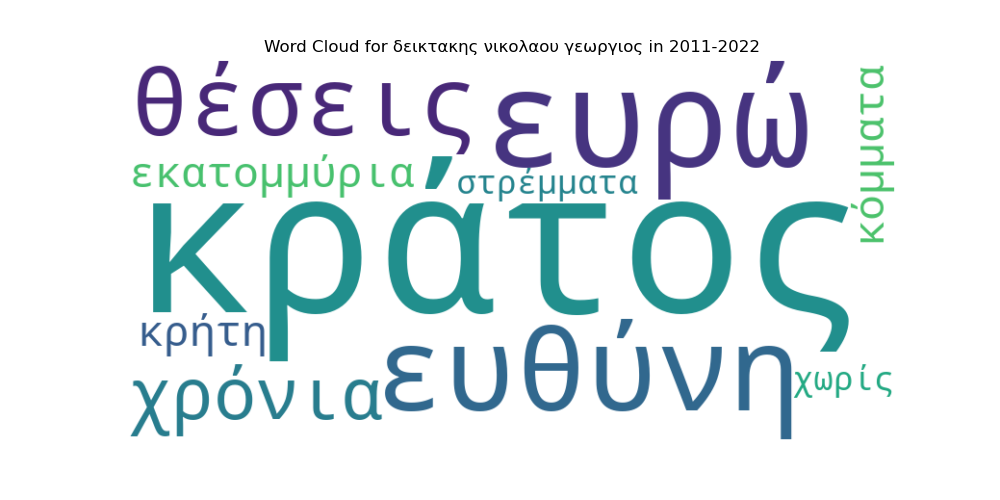 Word Cloud for δεικτακης νικολαου γεωργιος in 2011-2022
θέσεις
ευρώ
κόμματα
εκατομμύρια
στρέμματα
κράτος
κρήτη
ευθύνη
χρόνια
χωρίς